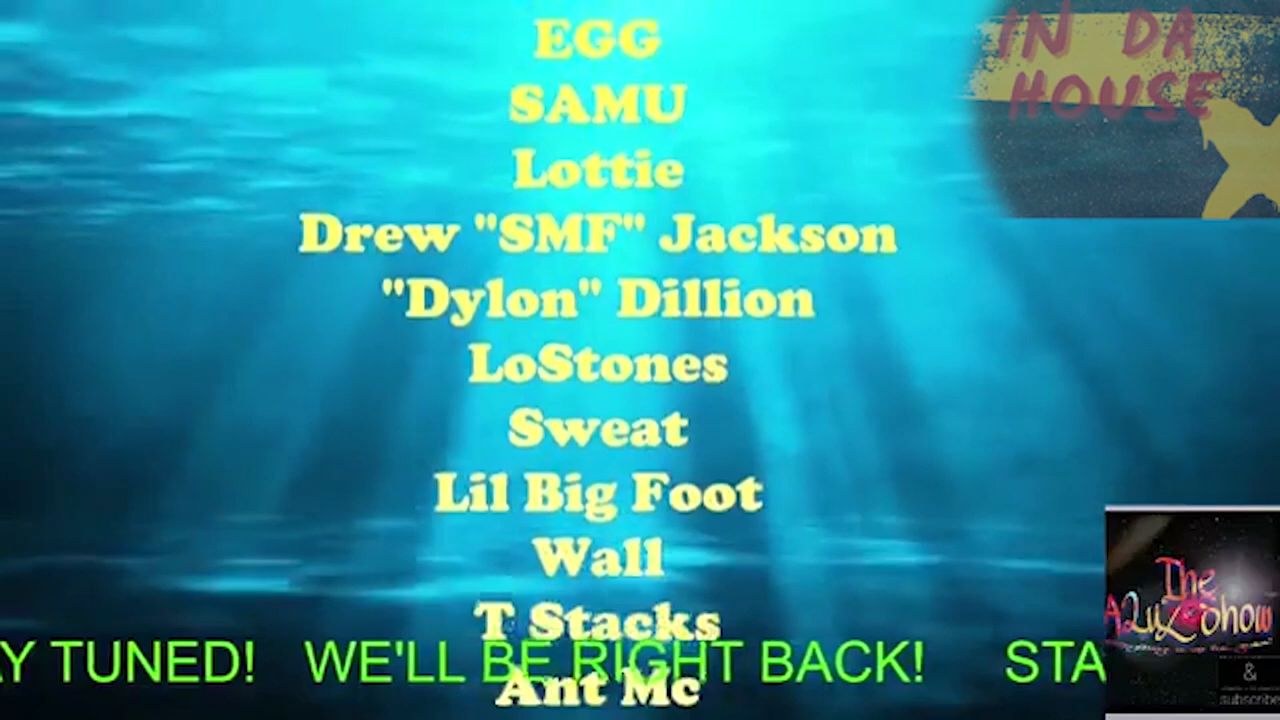 EGG
IN DA
HOUSE
SAMU
Lottie
Drew "SMF" Jackson
"Dylon" Dillion
LoStones
Sweat
Lil Big Foot
Wall
T Stacks
Y TUNED! WE'LL BE RIGHT BACK! STA
Ant Mc
The
Show
&
subscribe